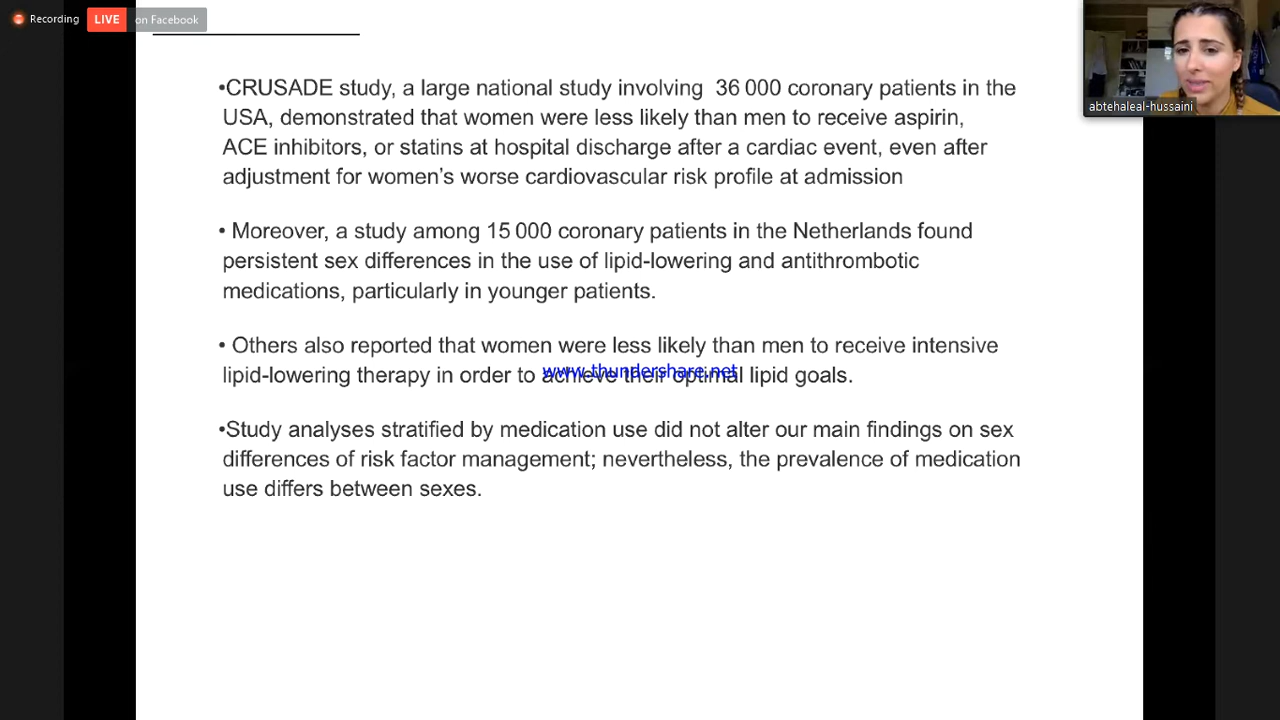 Recording
LIVE on Facebook
abtehaleal-hussaini
•CRUSADE study, a large national study involving 36 000 coronary patients in the
USA, demonstrated that women were less likely than men to receive aspirin,
ACE inhibitors, or statins at hospital discharge after a cardiac event, even after
adjustment for women’s worse cardiovascular risk profile at admission
• Moreover, a study among 15 000 coronary patients in the Netherlands found
persistent sex differences in the use of lipid-lowering and antithrombotic
medications, particularly in younger patients.
• Others also reported that women were less likely than men to receive intensive
lipid-lowering therapy in order to achieve their optimal lipid goals.
www.thundershare.net
•Study analyses stratified by medication use did not alter our main findings on sex
differences of risk factor management; nevertheless, the prevalence of medication
use differs between sexes.